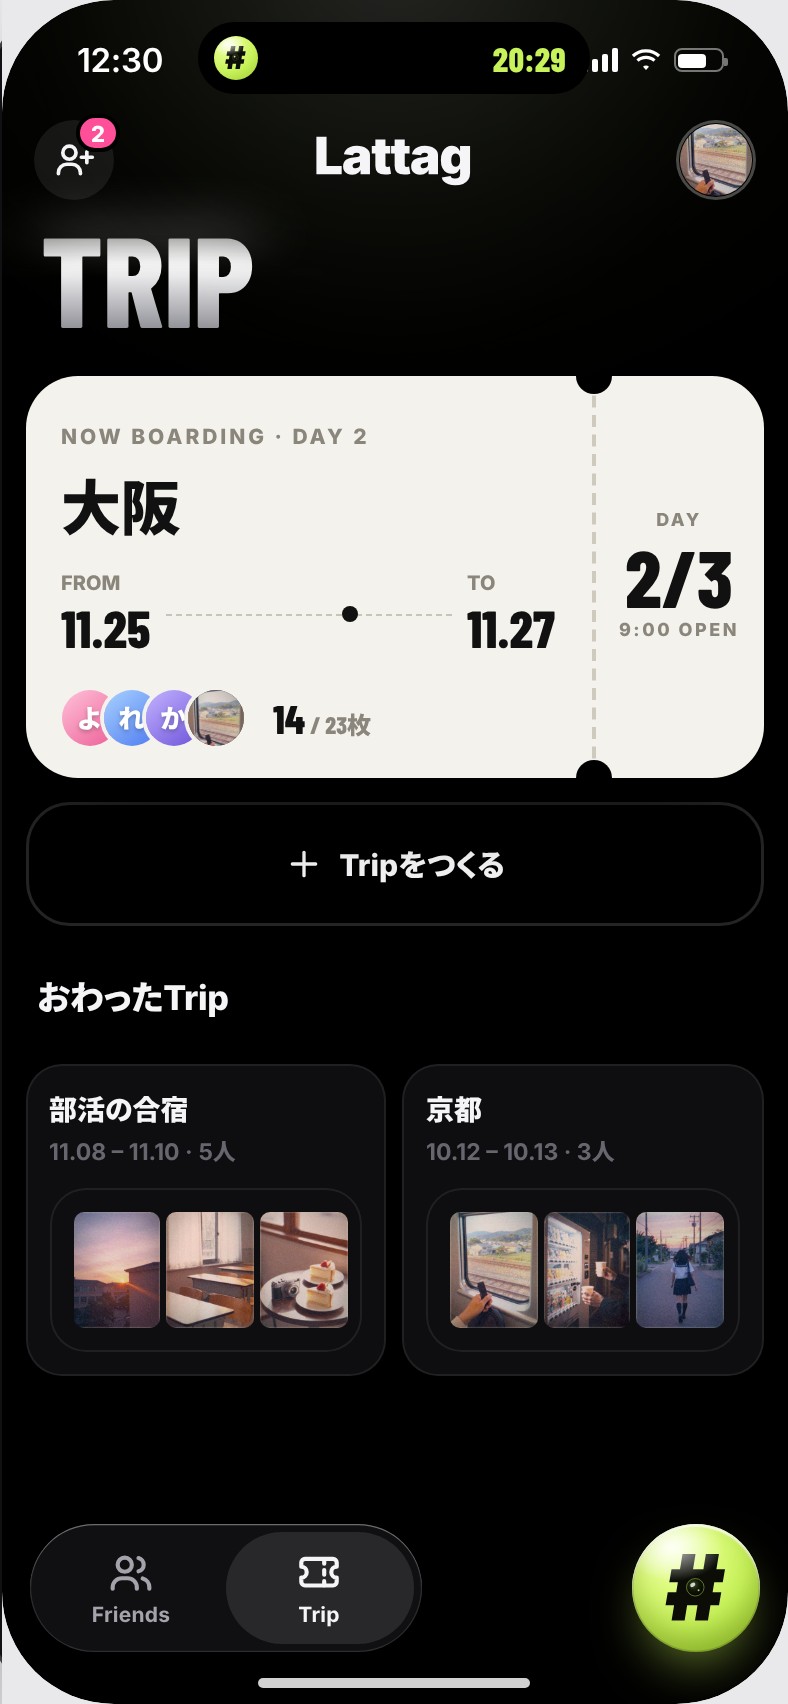 12:30
#
20:29
2
Lattag
TRIP
NOW BOARDING · DAY 2
大阪
FROM
TO
11.25
11.27
DAY
2/3
9:00 OPEN
よ
れ
か
14 / 23枚
+ Tripをつくる
おわったTrip
部活の合宿
11.08 – 11.10 · 5人
京都
10.12 – 10.13 · 3人
Friends
Trip
#